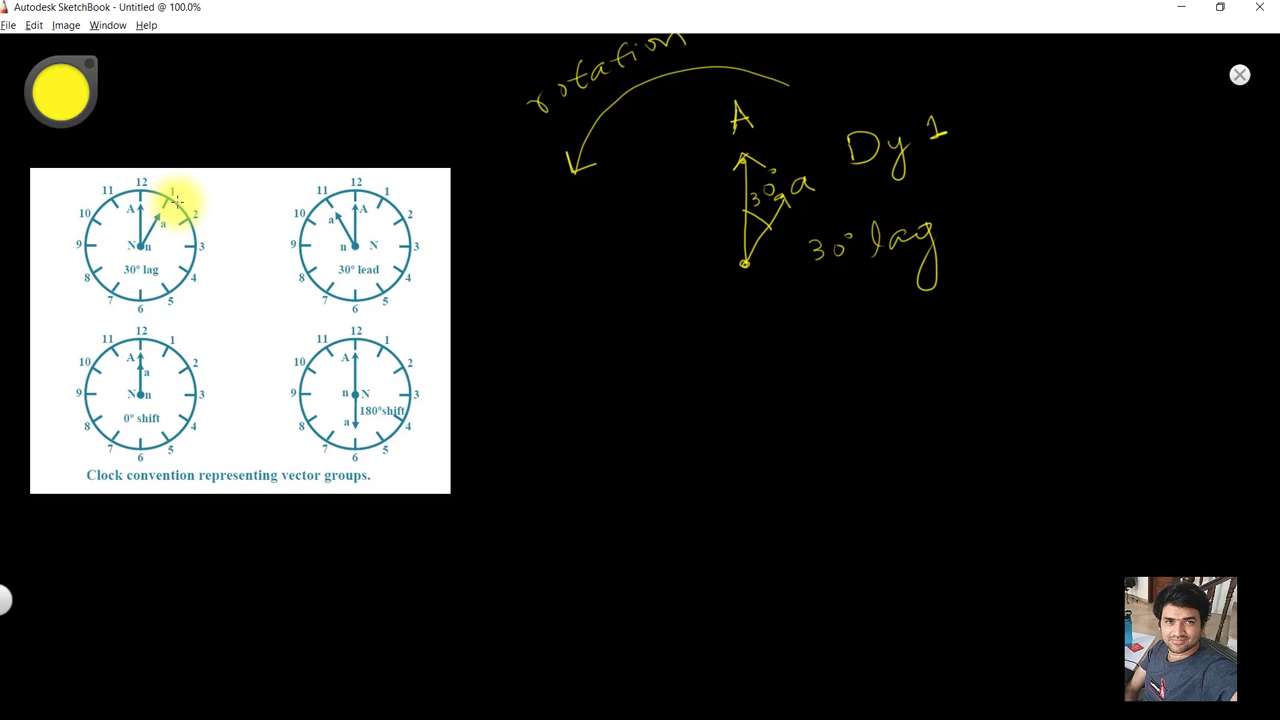 Autodesk SketchBook - Untitled @ 100.0%
File Edit Image Window Help
rotation
A
Dy 1
30° a
30° lag
12
11 1
10 2
A
a
9 N n 3
30° lag
8 4
7 5
6
12
11 1
10 2
a A
9 n N 3
30° lead
8 4
7 5
6
12
11 1
10 2
A
a
9 N n 3
0° shift
8 4
7 5
6
12
11 1
10 2
A
9 n N 3
180°shift
a
8 4
7 5
6
Clock convention representing vector groups.